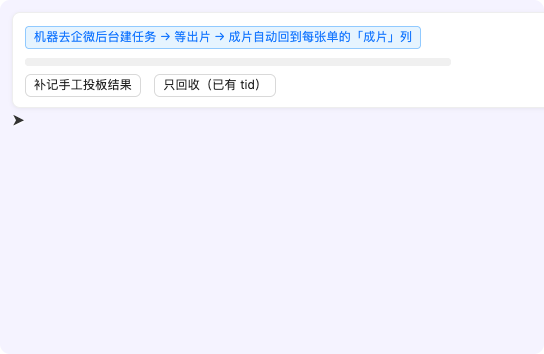 机器去企微后台建任务 → 等出片 → 成片自动回到每张单的「成片」列
补记手工投板结果
只回收（已有 tid）